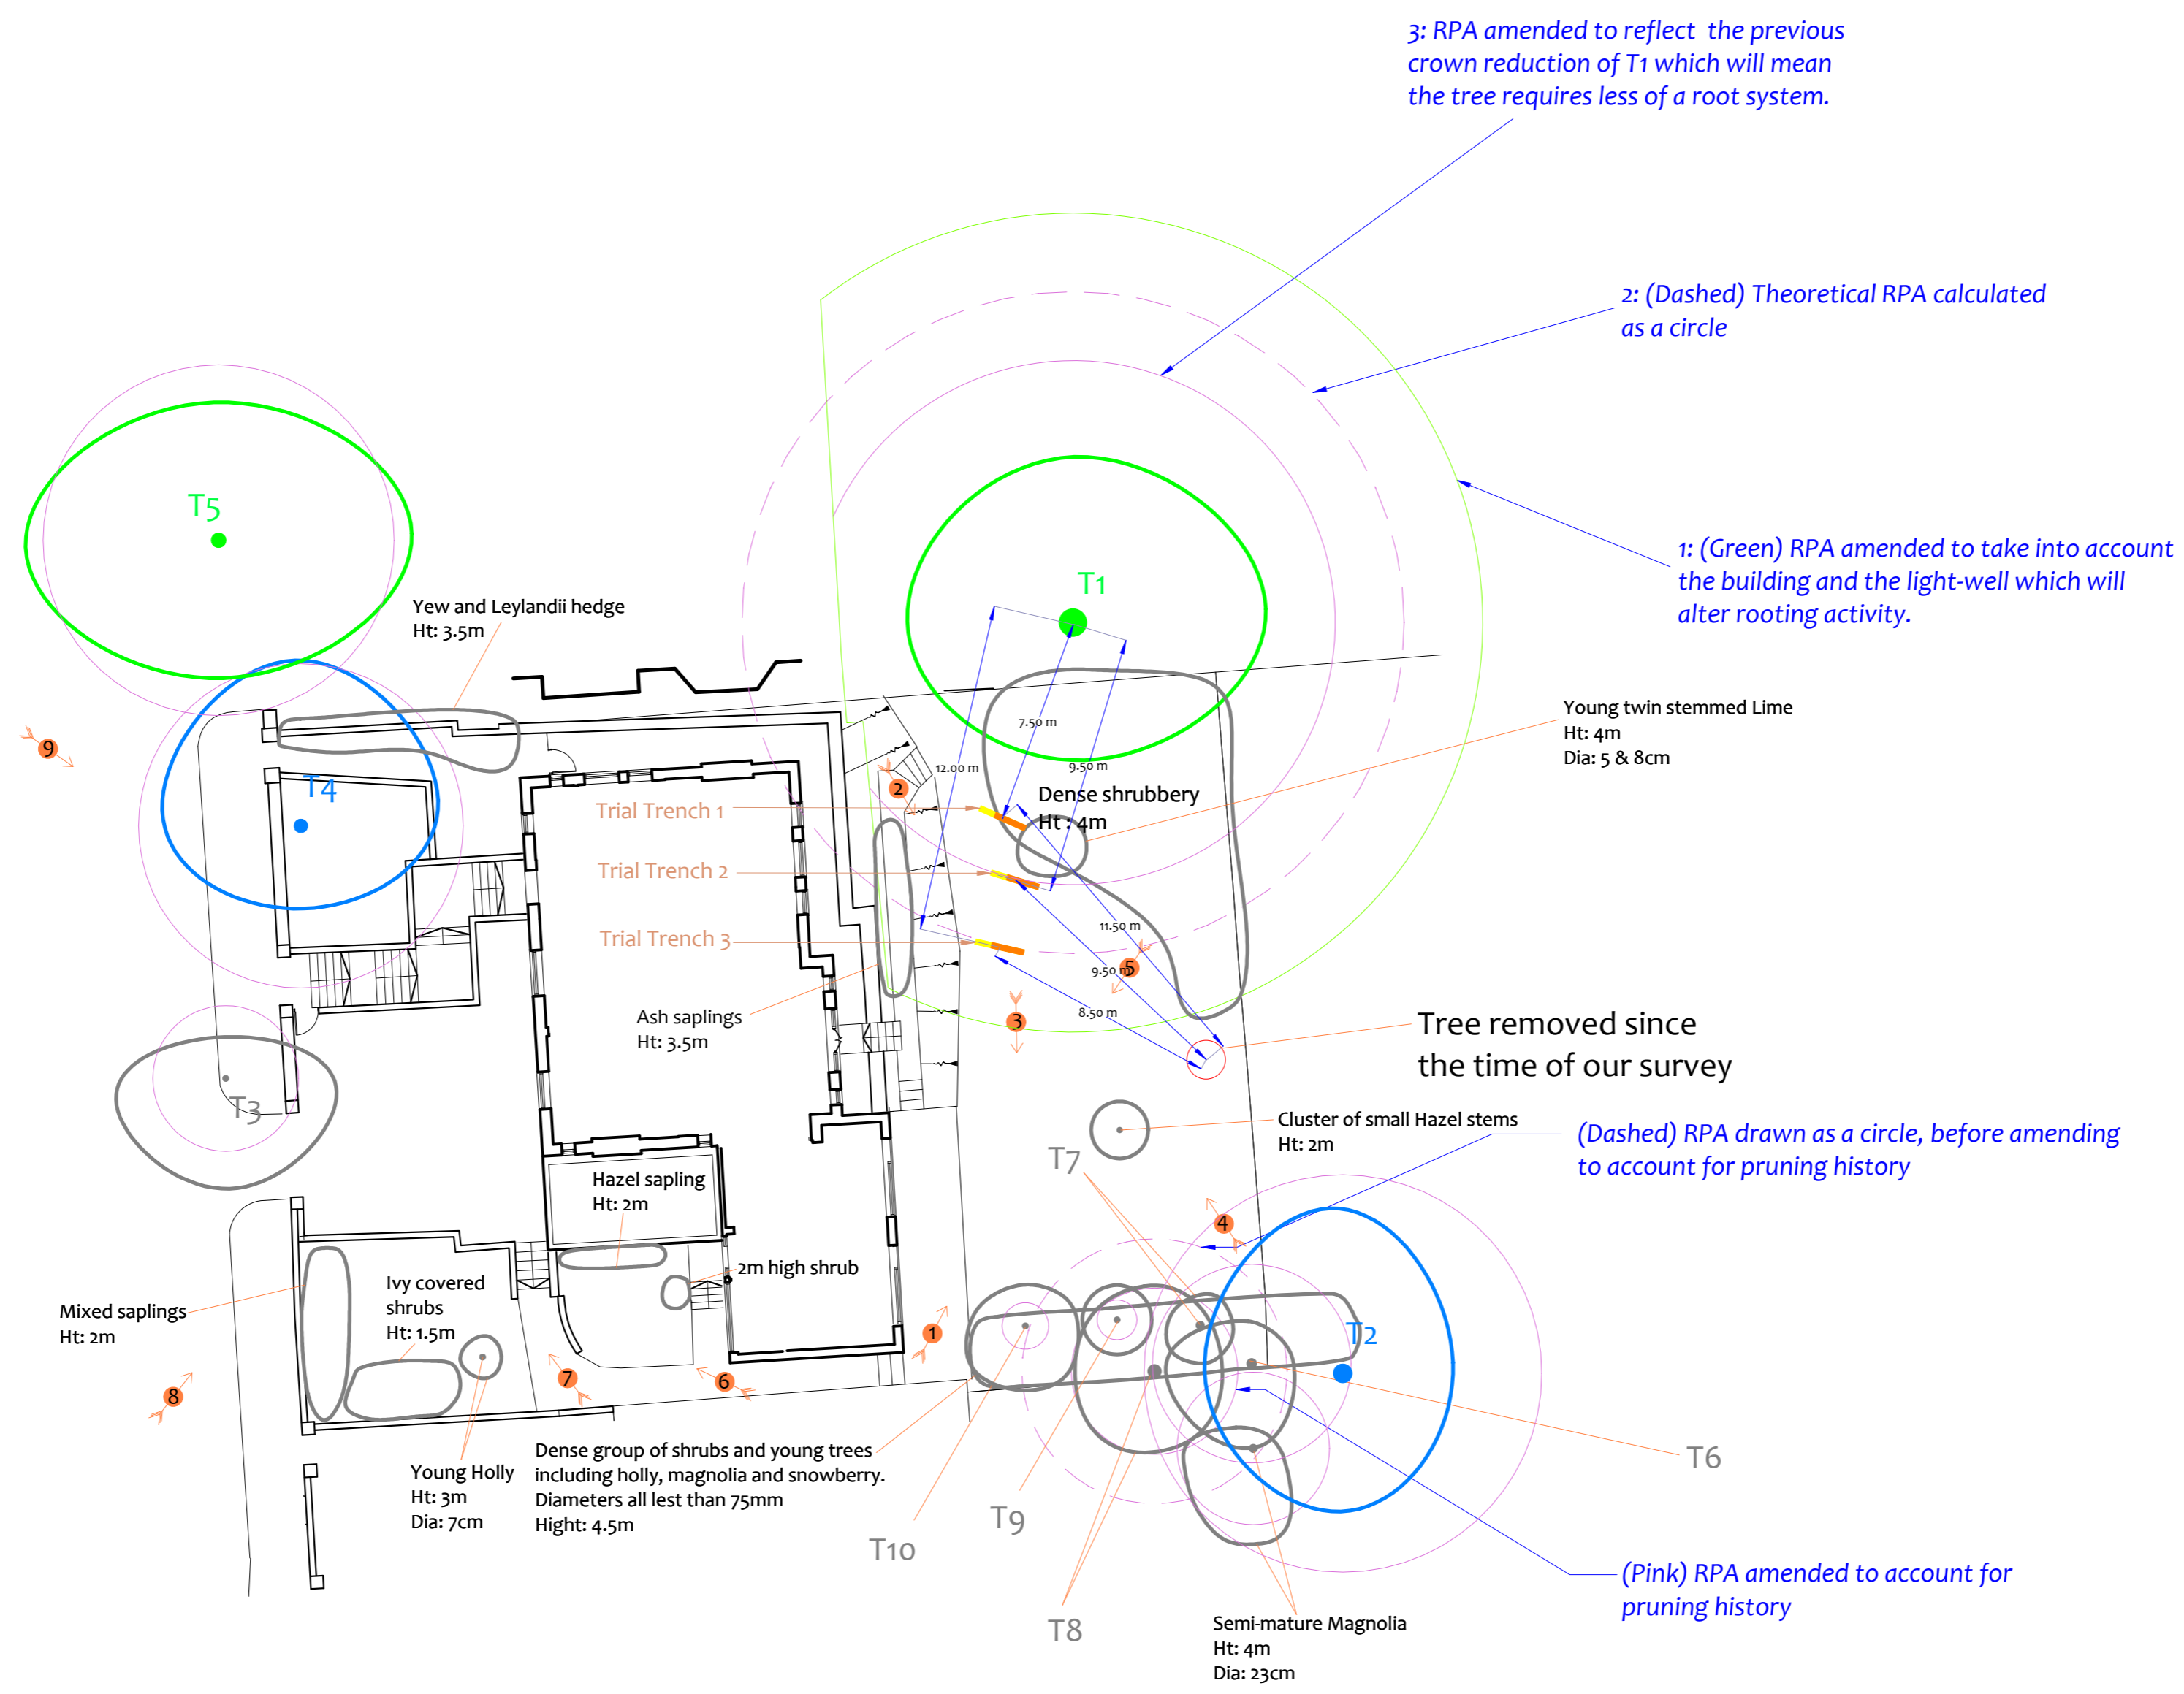 3: RPA amended to reflect the previous
crown reduction of T1 which will mean
the tree requires less of a root system.
2: (Dashed) Theoretical RPA calculated
as a circle
1: (Green) RPA amended to take into account
the building and the light-well which will
alter rooting activity.
T5
T1
Yew and Leylandii hedge
Ht: 3.5m
Young twin stemmed Lime
Ht: 4m
Dia: 5 & 8cm
7.50 m
12.00 m
9.50 m
9
T4
2
Dense shrubbery
Ht : 4m
Trial Trench 1
Trial Trench 2
Trial Trench 3
11.50 m
9.50 m
5
8.50 m
3
Ash saplings
Ht: 3.5m
Tree removed since
the time of our survey
T3
Cluster of small Hazel stems
Ht: 2m
(Dashed) RPA drawn as a circle, before amending
to account for pruning history
T7
Hazel sapling
Ht: 2m
4
2m high shrub
Ivy covered
shrubs
Ht: 1.5m
Mixed saplings
Ht: 2m
1
T2
8
7
6
Young Holly
Ht: 3m
Dia: 7cm
Dense group of shrubs and young trees
including holly, magnolia and snowberry.
Diameters all lest than 75mm
Hight: 4.5m
T6
T9
T10
(Pink) RPA amended to account for
pruning history
T8
Semi-mature Magnolia
Ht: 4m
Dia: 23cm